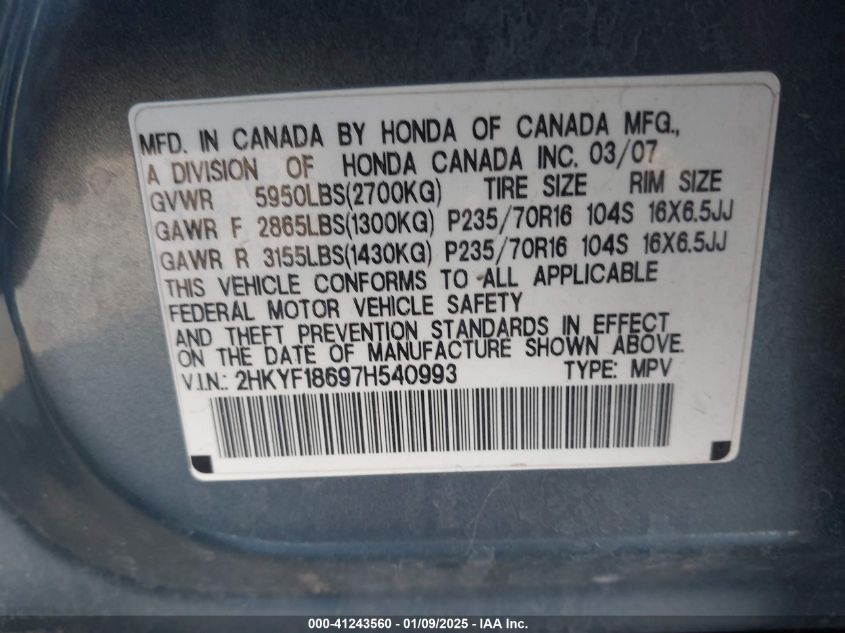 MFD. IN CANADA BY HONDA OF CANADA MFG.,
A DIVISION OF HONDA CANADA INC. 03/07
GVWR 5950LBS(2700KG) TIRE SIZE RIM SIZE
GAWR F 2865LBS(1300KG) P235/70R16 104S 16X6.5JJ
GAWR R 3155LBS(1430KG) P235/70R16 104S 16X6.5JJ
THIS VEHICLE CONFORMS TO ALL APPLICABLE
FEDERAL MOTOR VEHICLE SAFETY
AND THEFT PREVENTION STANDARDS IN EFFECT
ON THE DATE OF MANUFACTURE SHOWN ABOVE.
V.I.N.: 2HKYF18697H540993 TYPE: MPV
000-41243560 - 01/09/2025 - IAA Inc.